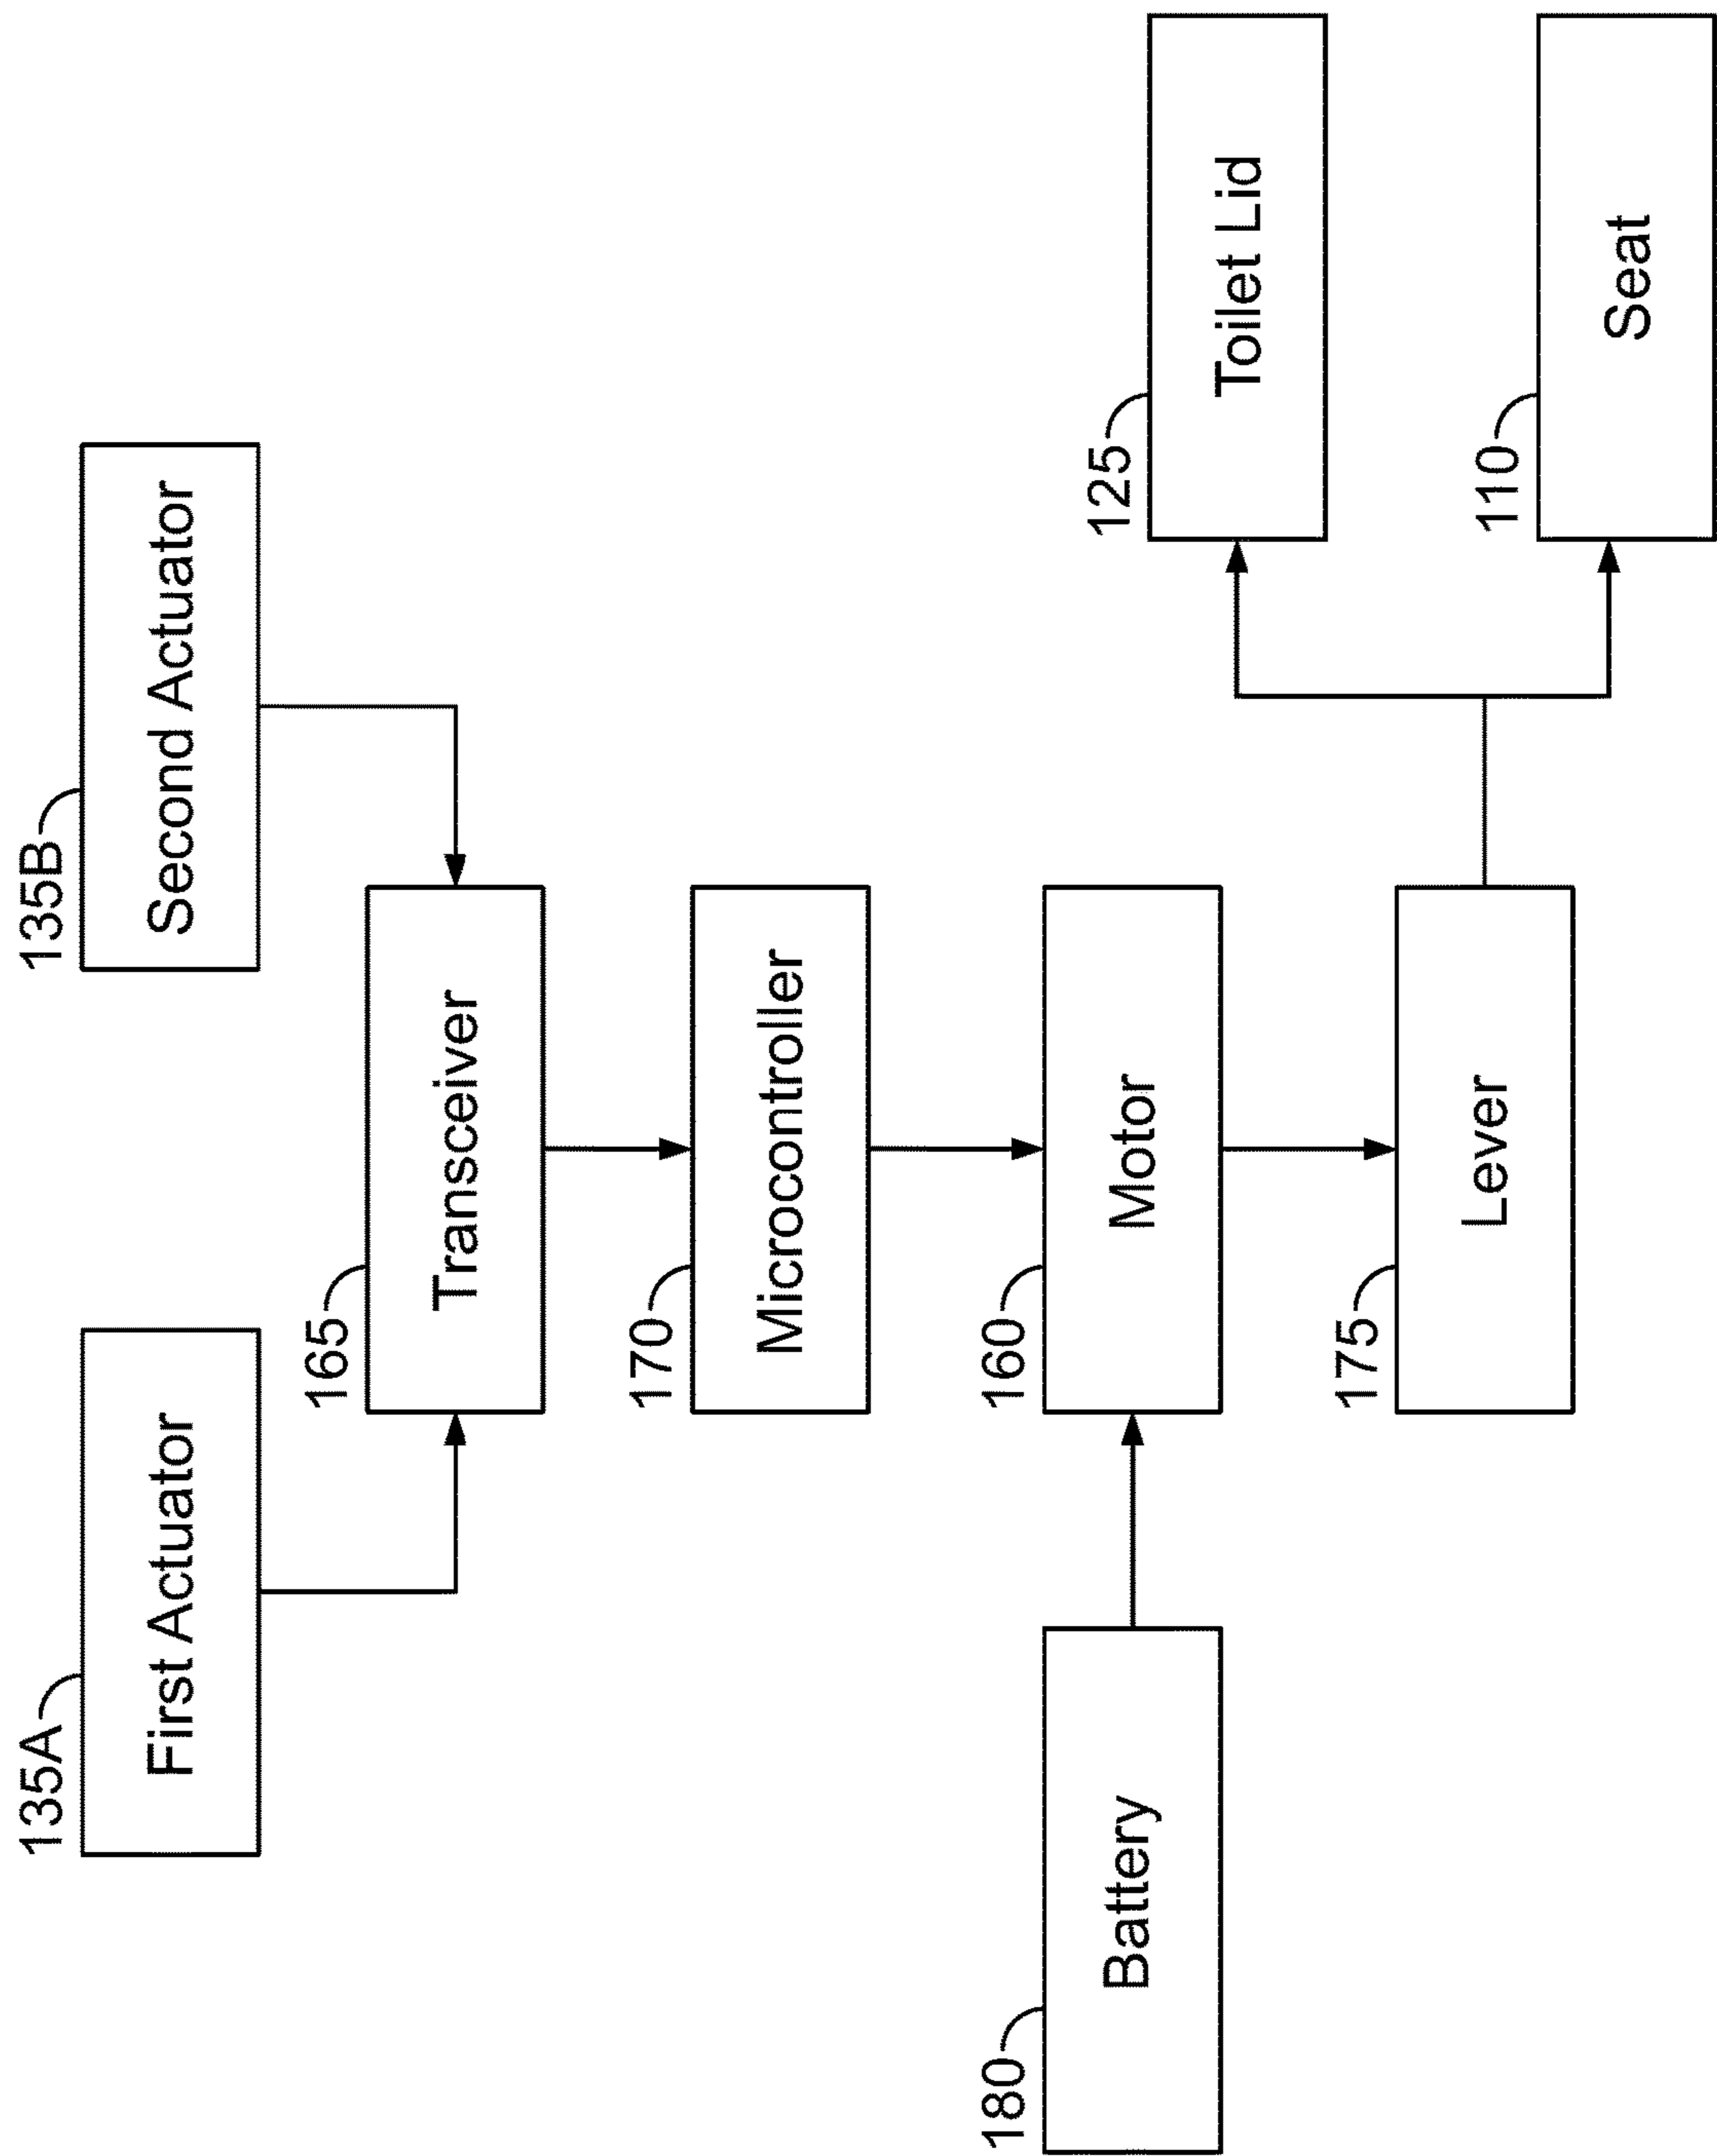 135A
First Actuator
135B
Second Actuator
165
Transceiver
170
Microcontroller
180
Battery
160
Motor
125
Toilet Lid
175
Lever
110
Seat